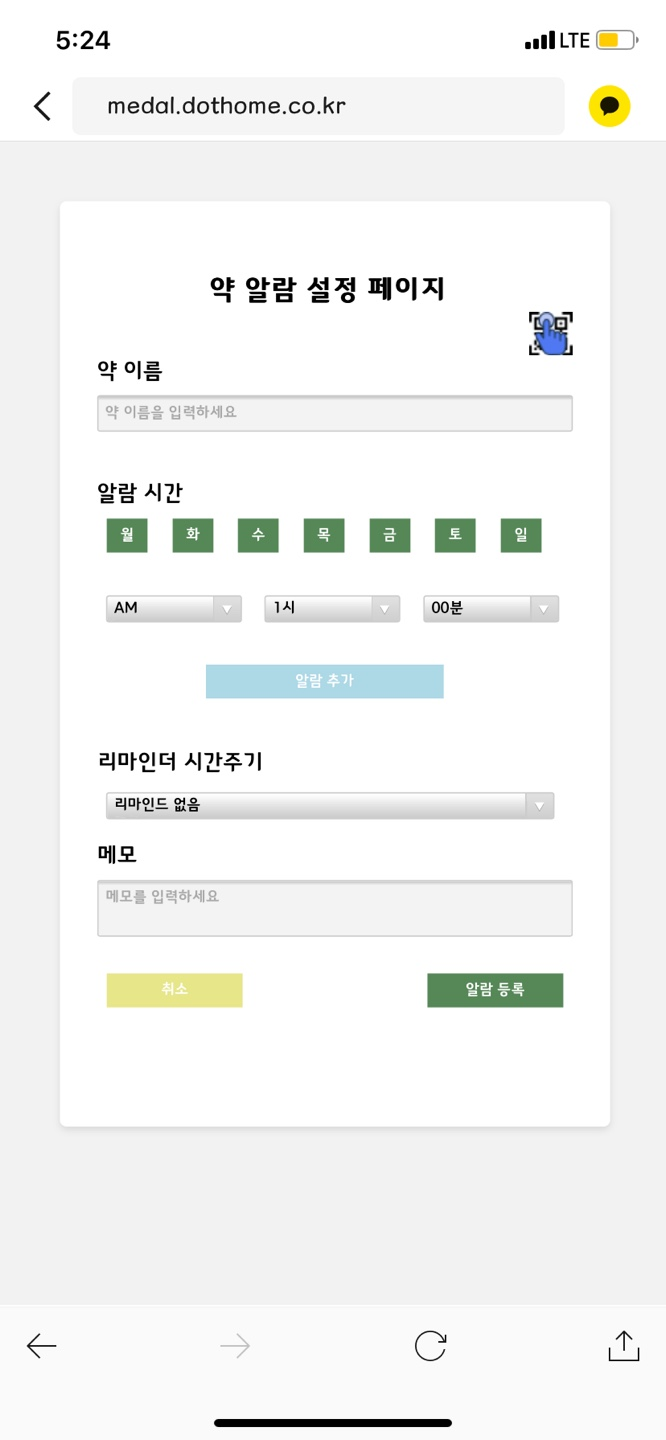 5:24
LTE
medal.dothome.co.kr
약 알람 설정 페이지
약 이름
약 이름을 입력하세요
알람 시간
월 화 수 목 금 토 일
AM 1시 00분
알람 추가
리마인더 시간주기
리마인드 없음
메모
메모를 입력하세요
취소 알람 등록